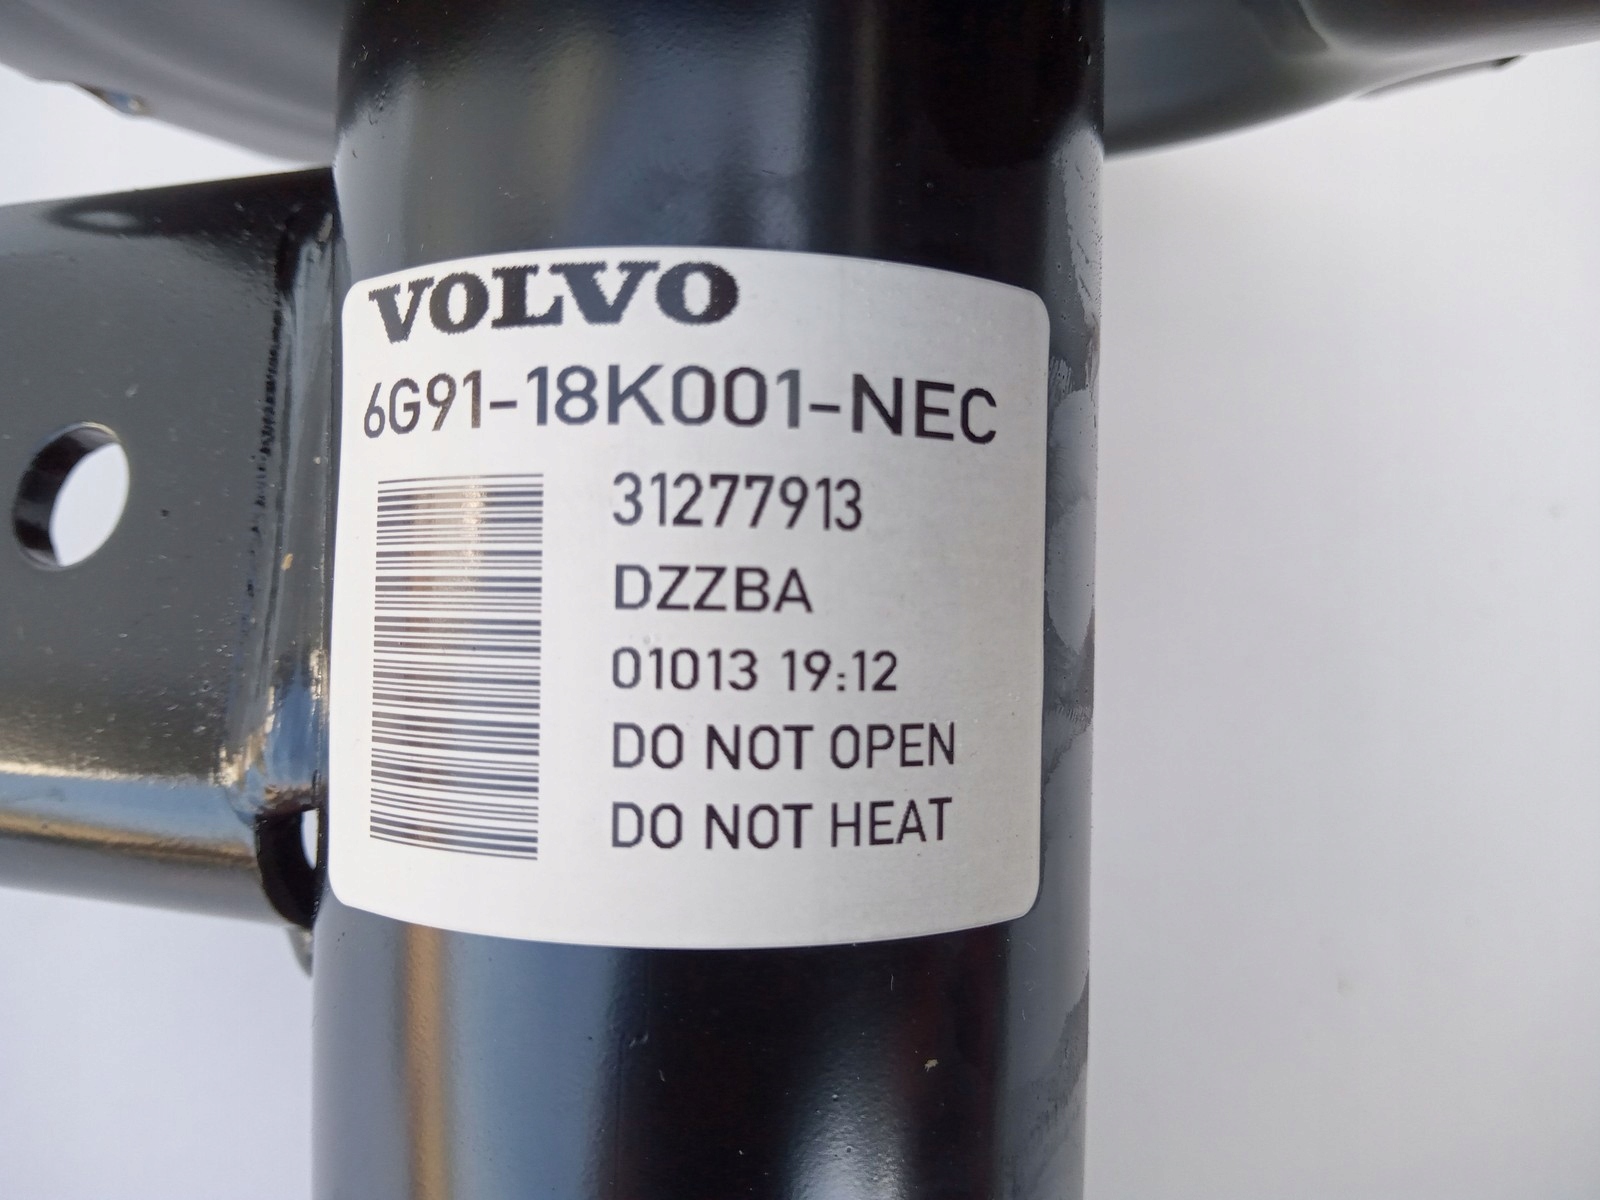 VOLVO
6G91-18K001-NEC
31277913
DZZBA
01013 19:12
DO NOT OPEN
DO NOT HEAT